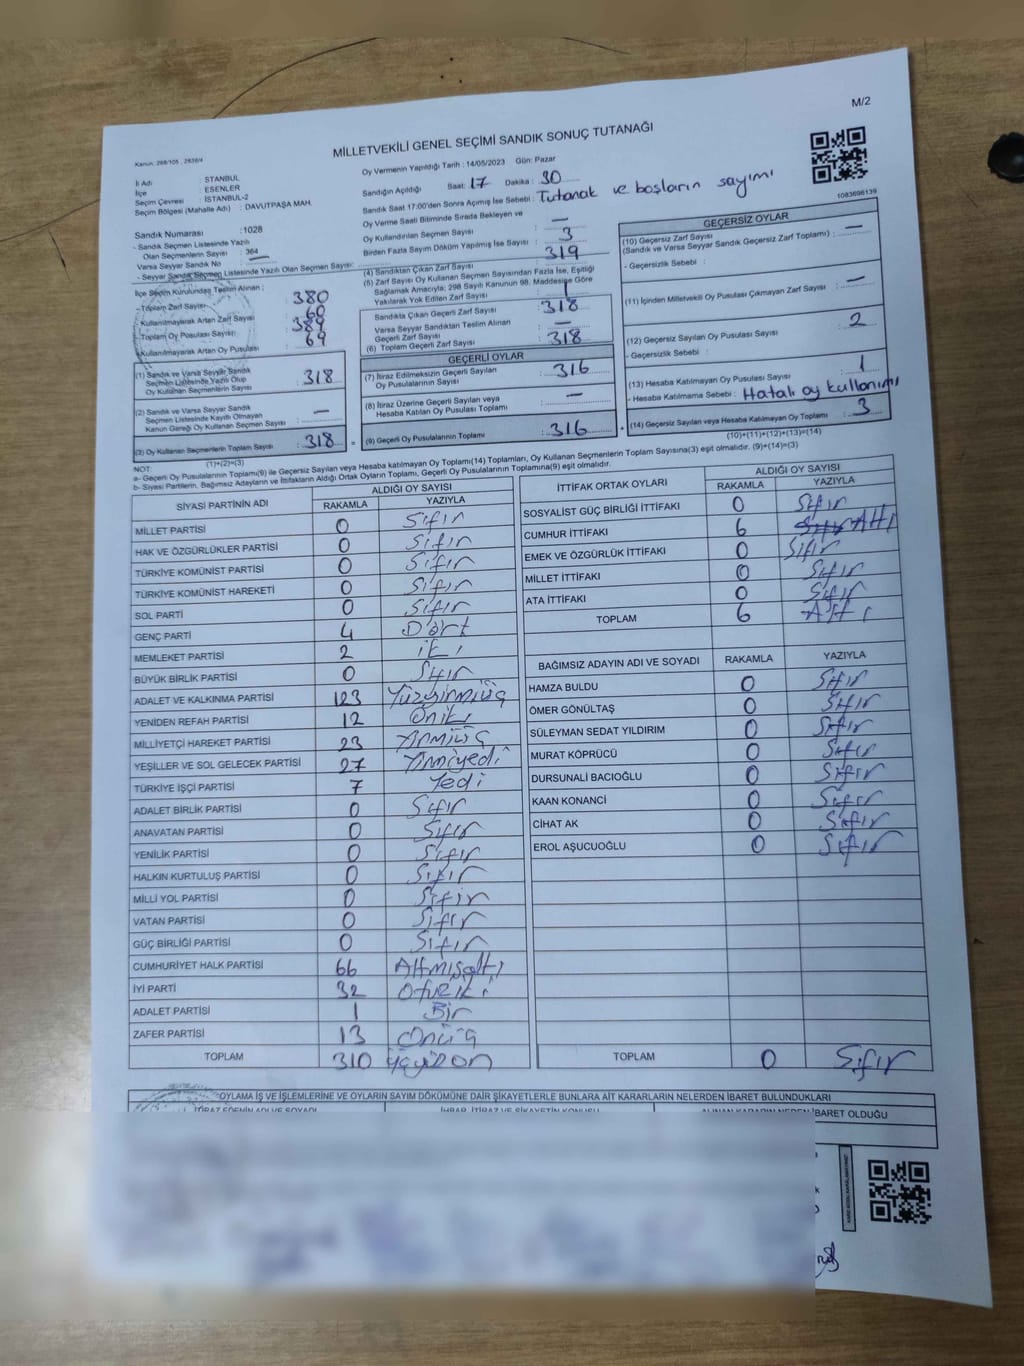 M/2
MİLLETVEKİLİ GENEL SEÇİMİ SANDIK SONUÇ TUTANAĞI
Kanun: 298/105
İl Adı : İSTANBUL
İlçe : ESENLER
Seçim Çevresi : İSTANBUL-2
Seçim Bölgesi (Mahalle Adı) : DAVUTPAŞA MAH.
Sandık Numarası : 1028
- Sandık Seçmen Listesinde Yazılı
Olan Seçmenlerin Sayısı : 364
Varsa Seyyar Sandık No : —
- Seyyar Sandık Seçmen Listesinde Yazılı Olan Seçmen Sayısı:
Oy Vermenin Yapıldığı Tarih : 14/05/2023 Gün: Pazar
Sandığın Açıldığı Saat: 17 Dakika : 30
Sandık Saat 17:00'den Sonra Açılmış İse Sebebi : Tutanak ve boşların sayımı
Oy Verme Saati Bitiminde Sırada Bekleyen ve
Oy Kullandırılan Seçmen Sayısı : —
Birden Fazla Sayım Döküm Yapılmış İse Sayısı : 3
1083696139
İlçe Seçim Kurulundan Teslim Alınan ;
- Toplam Zarf Sayısı : 380
- Kullanılmayarak Artan Zarf Sayısı : 60
- Toplam Oy Pusulası Sayısı :
- Kullanılmayarak Artan Oy Pusulası : 69
(1) Sandık ve Varsa Seyyar Sandık
Seçmen Listesinde Yazılı Olup
Oy Kullanan Seçmenlerin Sayısı : 318
(2) Sandık ve Varsa Seyyar Sandık
Seçmen Listesinde Kayıtlı Olmayan
Kanun Gereği Oy Kullanan Seçmen Sayısı : —
(3) Oy Kullanan Seçmenlerin Toplam Sayısı : 318
(1)+(2)=(3)
(4) Sandıktan Çıkan Zarf Sayısı : 319
(5) Zarf Sayısı Oy Kullanan Seçmen Sayısından Fazla İse, Eşitliği
Sağlamak Amacıyla; 298 Sayılı Kanunun 98. Maddesine Göre
Yakılarak Yok Edilen Zarf Sayısı : 1
Sandıkta Çıkan Geçerli Zarf Sayısı : 318
Varsa Seyyar Sandıktan Teslim Alınan
Geçerli Zarf Sayısı : —
(6) Toplam Geçerli Zarf Sayısı : 318
GEÇERLİ OYLAR
(7) İtiraz Edilmeksizin Geçerli Sayılan
Oy Pusulalarının Sayısı : 316
(8) İtiraz Üzerine Geçerli Sayılan veya
Hesaba Katılan Oy Pusulası Toplamı : —
(9) Geçerli Oy Pusulalarının Toplamı : 316
GEÇERSİZ OYLAR
(10) Geçersiz Zarf Sayısı
(Sandık ve Varsa Seyyar Sandık Geçersiz Zarf Toplamı) : —
- Geçersizlik Sebebi :
(11) İçinden Milletvekili Oy Pusulası Çıkmayan Zarf Sayısı : —
(12) Geçersiz Sayılan Oy Pusulası Sayısı : 2
- Geçersizlik Sebebi :
(13) Hesaba Katılmayan Oy Pusulası Sayısı : 1
- Hesaba Katılmama Sebebi : Hatalı oy kullanımı
(14) Geçersiz Sayılan veya Hesaba Katılmayan Oy Toplamı : 3
(10)+(11)+(12)+(13)=(14)
NOT:
a- Geçerli Oy Pusulalarının Toplamı(9) ile Geçersiz Sayılan veya Hesaba katılmayan Oy Toplamı(14) Toplamları, Oy Kullanan Seçmenlerin Toplam Sayısına(3) eşit olmalıdır. (9)+(14)=(3)
b- Siyasi Partilerin, Bağımsız Adayların ve İttifakların Aldığı Ortak Oyların Toplamı, Geçerli Oy Pusulalarının Toplamına(9) eşit olmalıdır.
SİYASİ PARTİNİN ADI ALDIĞI OY SAYISI
RAKAMLA YAZIYLA
MİLLET PARTİSİ 0 Sıfır
HAK VE ÖZGÜRLÜKLER PARTİSİ 0 Sıfır
TÜRKİYE KOMÜNİST PARTİSİ 0 Sıfır
TÜRKİYE KOMÜNİST HAREKETİ 0 Sıfır
SOL PARTİ 0 Sıfır
GENÇ PARTİ 4 Dört
MEMLEKET PARTİSİ 2 iki
BÜYÜK BİRLİK PARTİSİ 0 Sıfır
ADALET VE KALKINMA PARTİSİ 123 Yüzyirmiüç
YENİDEN REFAH PARTİSİ 12 Oniki
MİLLİYETÇİ HAREKET PARTİSİ 23 Yirmiüç
YEŞİLLER VE SOL GELECEK PARTİSİ 27 Yirmiyedi
TÜRKİYE İŞÇİ PARTİSİ 7 Yedi
ADALET BİRLİK PARTİSİ 0 Sıfır
ANAVATAN PARTİSİ 0 Sıfır
YENİLİK PARTİSİ 0 Sıfır
HALKIN KURTULUŞ PARTİSİ 0 Sıfır
MİLLİ YOL PARTİSİ 0 Sıfır
VATAN PARTİSİ 0 Sıfır
GÜÇ BİRLİĞİ PARTİSİ 0 Sıfır
CUMHURİYET HALK PARTİSİ 66 Altmışaltı
İYİ PARTİ 32 Otuziki
ADALET PARTİSİ 1 Bir
ZAFER PARTİSİ 13 Onüç
TOPLAM 310 üçyüzon
İTTİFAK ORTAK OYLARI ALDIĞI OY SAYISI
RAKAMLA YAZIYLA
SOSYALİST GÜÇ BİRLİĞİ İTTİFAKI 0 Sıfır
CUMHUR İTTİFAKI 6 Altı
EMEK VE ÖZGÜRLÜK İTTİFAKI 0 Sıfır
MİLLET İTTİFAKI 0 Sıfır
ATA İTTİFAKI 0 Sıfır
TOPLAM 6 Altı
BAĞIMSIZ ADAYIN ADI VE SOYADI RAKAMLA YAZIYLA
HAMZA BULDU 0 Sıfır
ÖMER GÖNÜLTAŞ 0 Sıfır
SÜLEYMAN SEDAT YILDIRIM 0 Sıfır
MURAT KÖPRÜCÜ 0 Sıfır
DURSUNALİ BACIOĞLU 0 Sıfır
KAAN KONANCİ 0 Sıfır
CİHAT AK 0 Sıfır
EROL AŞUCUOĞLU 0 Sıfır
TOPLAM 0 Sıfır
OYLAMA İŞ VE İŞLEMLERİNE VE OYLARIN SAYIM DÖKÜMÜNE DAİR ŞİKAYETLERLE BUNLARA AİT KARARLARIN NELERDEN İBARET BULUNDUKLARI
İTİRAZ EDENİN ADI VE SOYADI İHBAR, İTİRAZ VE ŞİKAYETİN KONUSU ALINAN KARARIN NEDEN İBARET OLDUĞU